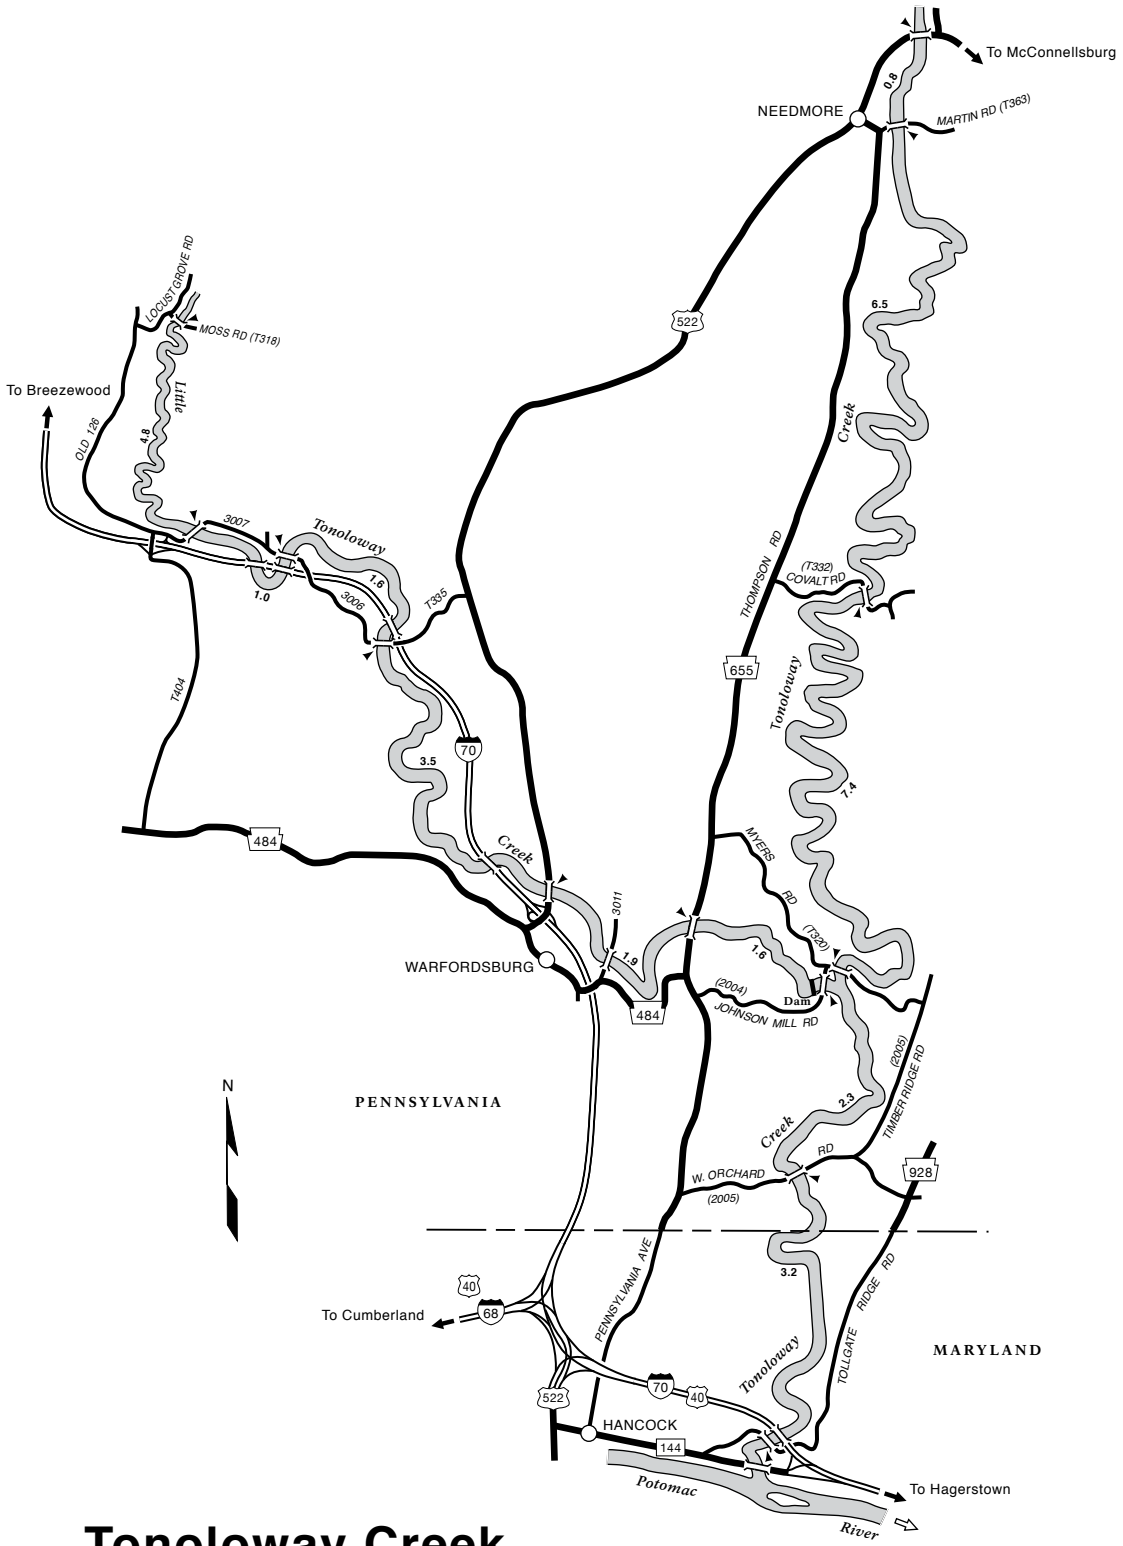 To McConnellsburg
0.8
NEEDMORE
MARTIN RD (T363)
LOCUST GROVE RD
MOSS RD (T318)
6.5
522
To Breezewood
Little
Creek
OLD 126
4.8
3007
Tonoloway
THOMPSON RD
(T332)
COVALT RD
1.6
1.0
3006
T335
655
Tonoloway
T404
70
3.5
7.4
484
Creek
MYERS RD (T320)
3011
1.9
1.6
WARFORDSBURG
(2004)
Dam
JOHNSON MILL RD
484
(2005)
TIMBER RIDGE RD
N
PENNSYLVANIA
2.3
Creek
W. ORCHARD RD
(2005)
928
3.2
PENNSYLVANIA AVE
TOLLGATE RIDGE RD
40
68
To Cumberland
MARYLAND
Tonoloway
522
70
40
HANCOCK
144
Potomac
River
To Hagerstown
Tonoloway Creek